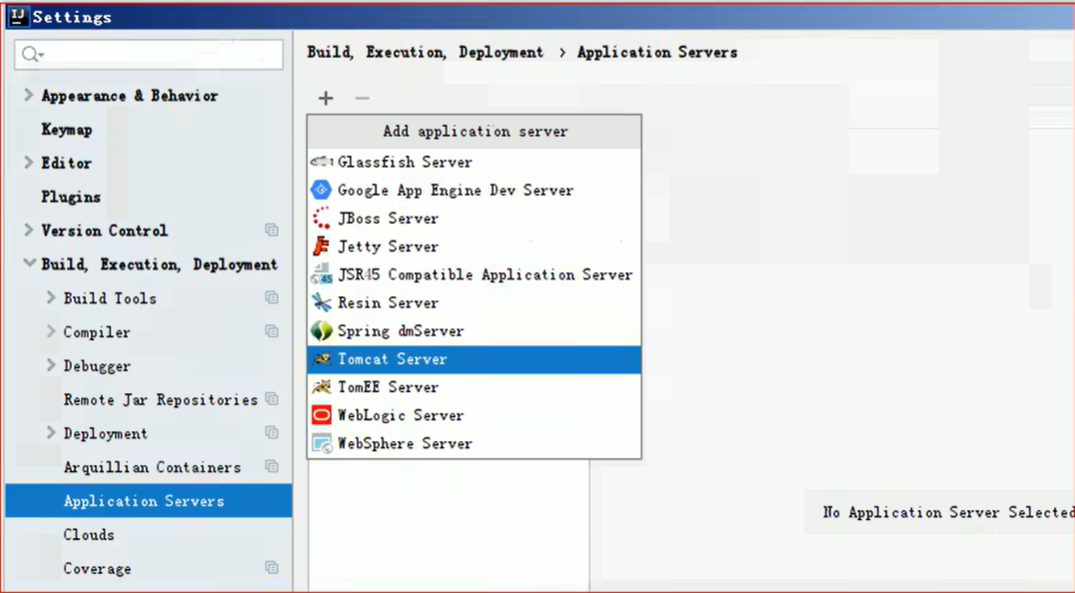 Settings
Build, Execution, Deployment > Application Servers
Appearance & Behavior
Keymap
Editor
Plugins
Version Control
Build, Execution, Deployment
Build Tools
Compiler
Debugger
Remote Jar Repositories
Deployment
Arquillian Containers
Application Servers
Clouds
Coverage
Add application server
Glassfish Server
Google App Engine Dev Server
JBoss Server
Jetty Server
JSR45 Compatible Application Server
Resin Server
Spring dmServer
Tomcat Server
TomEE Server
WebLogic Server
WebSphere Server
No Application Server Selected